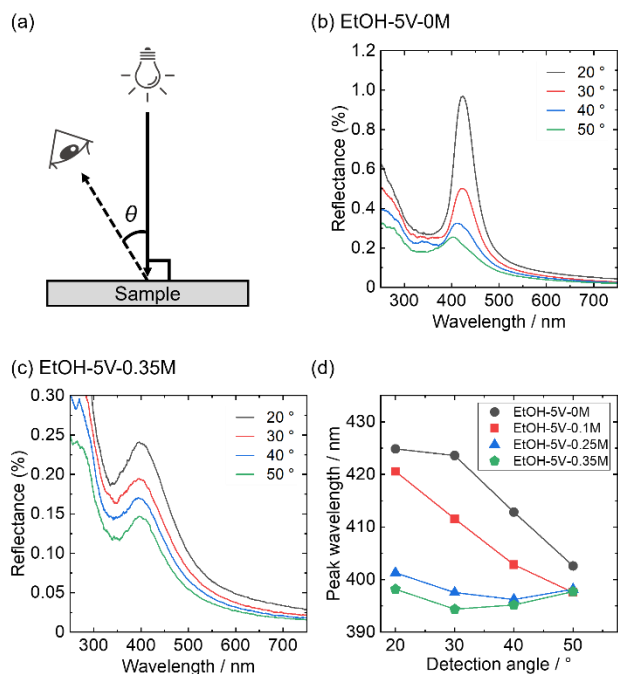 (a)
θ
Sample
(b) EtOH-5V-0M
1.2
1.0
0.8
0.6
0.4
0.2
0.0
Reflectance (%)
20 °
30 °
40 °
50 °
300 400 500 600 700
Wavelength / nm
(c) EtOH-5V-0.35M
0.30
0.25
0.20
0.15
0.10
0.05
0
Reflectance (%)
20 °
30 °
40 °
50 °
300 400 500 600 700
Wavelength / nm
(d)
430
420
410
400
390
Peak wavelength / nm
EtOH-5V-0M
EtOH-5V-0.1M
EtOH-5V-0.25M
EtOH-5V-0.35M
20 30 40 50
Detection angle / °